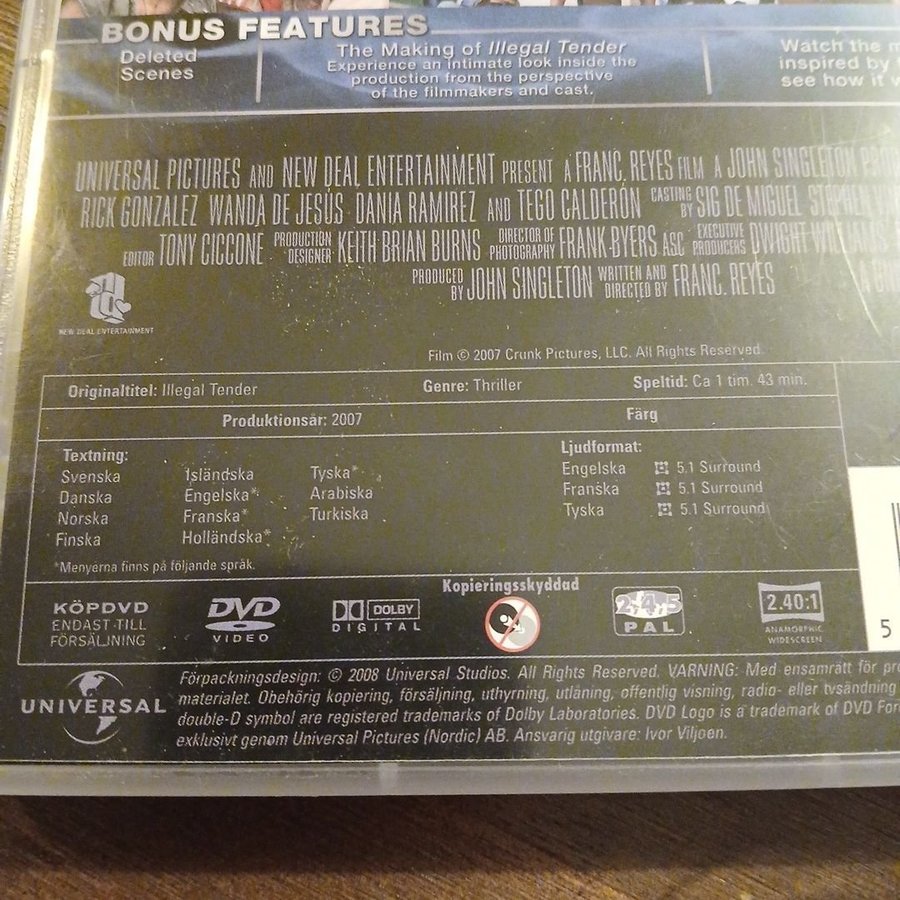 BONUS FEATURES
Deleted
Scenes
The Making of Illegal Tender
Experience an intimate look inside the
production from the perspective
of the filmmakers and cast.
Watch the
inspired by
see how it
UNIVERSAL PICTURES AND NEW DEAL ENTERTAINMENT PRESENT A FRANC. REYES FILM A JOHN SINGLETON
RICK GONZALEZ WANDA DE JESÚS DANIA RAMIREZ AND TEGO CALDERÓN CASTING BY SIG DE MIGUEL STEPHEN
EDITOR TONY CICCONE PRODUCTION DESIGNER KEITH BRIAN BURNS DIRECTOR OF PHOTOGRAPHY FRANK BYERS ASC EXECUTIVE PRODUCERS DWIGHT WILLIAMS
PRODUCED BY JOHN SINGLETON WRITTEN AND DIRECTED BY FRANC. REYES A
NEW DEAL ENTERTAINMENT
Film © 2007 Crunk Pictures, LLC. All Rights Reserved.
Originaltitel: Illegal Tender Genre: Thriller Speltid: Ca 1 tim. 43 min.
Produktionsår: 2007 Färg
Textning:
Svenska Isländska Tyska*
Danska Engelska* Arabiska
Norska Franska* Turkiska
Finska Holländska*
*Menyerna finns på följande språk.
Ljudformat:
Engelska 5.1 Surround
Franska 5.1 Surround
Tyska 5.1 Surround
KÖPDVD
ENDAST TILL
FÖRSÄLJNING
DVD
VIDEO
DOLBY
DIGITAL
Kopieringsskyddad
2,4,5
PAL
2.40:1
ANAMORPHIC
WIDESCREEN
5
UNIVERSAL
Förpackningsdesign: © 2008 Universal Studios. All Rights Reserved. VARNING: Med ensamrätt för
materialet. Obehörig kopiering, försäljning, uthyrning, utlåning, offentlig visning, radio- eller tvsändning
double-D symbol are registered trademarks of Dolby Laboratories. DVD Logo is a trademark of DVD
exklusivt genom Universal Pictures (Nordic) AB. Ansvarig utgivare: Ivor Viljoen.